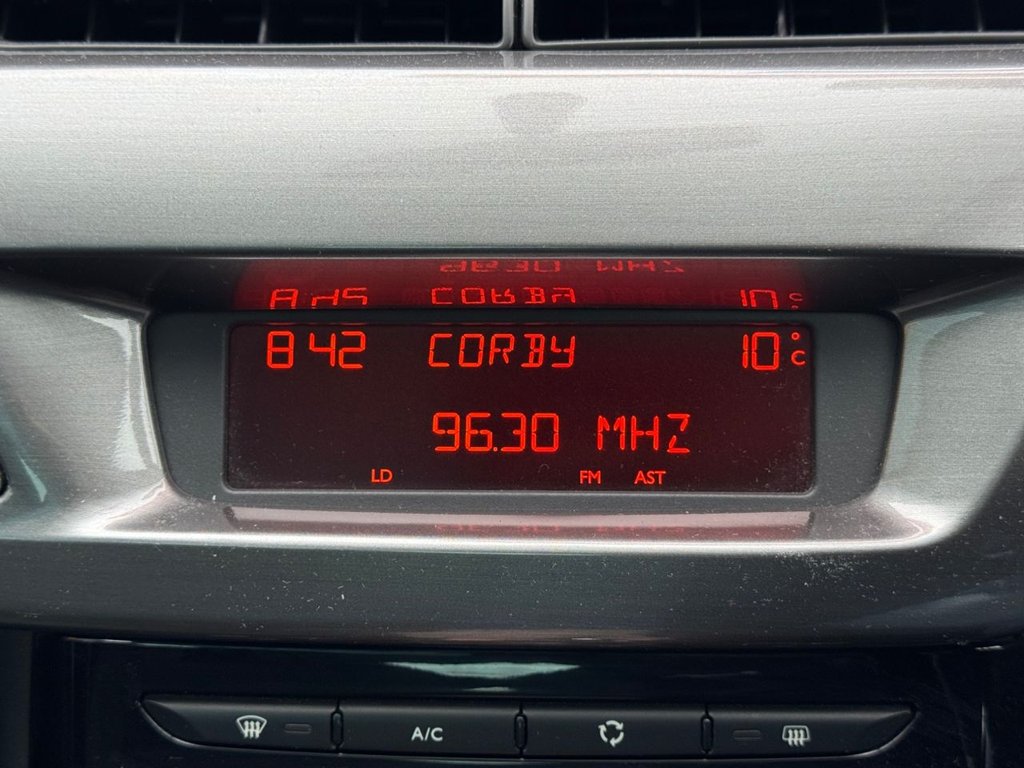 8 42 CORBY 10°C
96.30 MHZ
LD FM AST
A/C